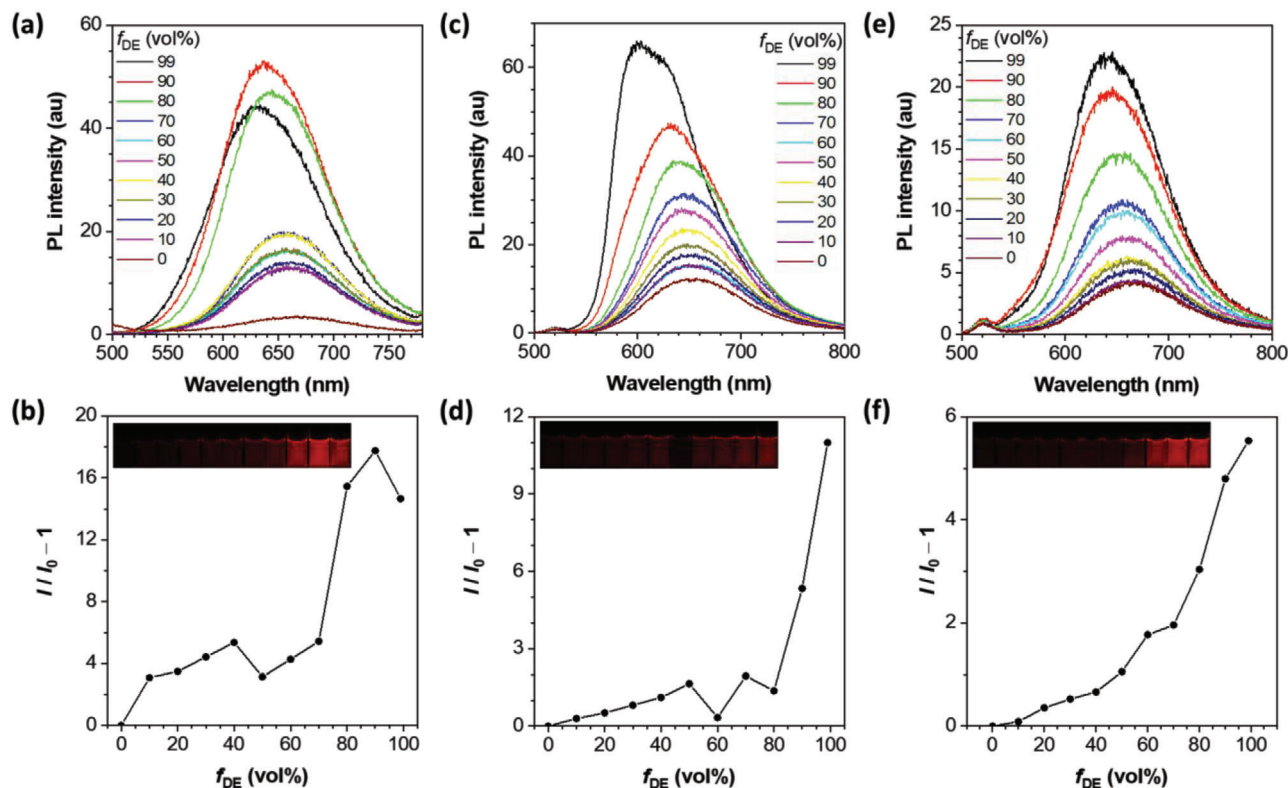 (a)
60
40
20
0
PL intensity (au)
f_DE (vol%)
99
90
80
70
60
50
40
30
20
10
0
500 600 650 700 750
Wavelength (nm)
(c)
60
40
20
0
PL intensity (au)
f_DE (vol%)
99
90
80
70
60
50
40
30
20
10
0
500 600 700 800
Wavelength (nm)
(e)
25
20
15
10
5
0
PL intensity (au)
f_DE (vol%)
99
90
80
70
60
50
40
30
20
10
0
500 600 700 800
Wavelength (nm)
(b)
20
16
12
8
4
0
I / I₀ – 1
0 20 40 60 80 100
f_DE (vol%)
(d)
12
9
6
3
0
I / I₀ – 1
0 20 40 60 80 100
f_DE (vol%)
(f)
6
4
2
0
I / I₀ – 1
0 20 40 60 80 100
f_DE (vol%)